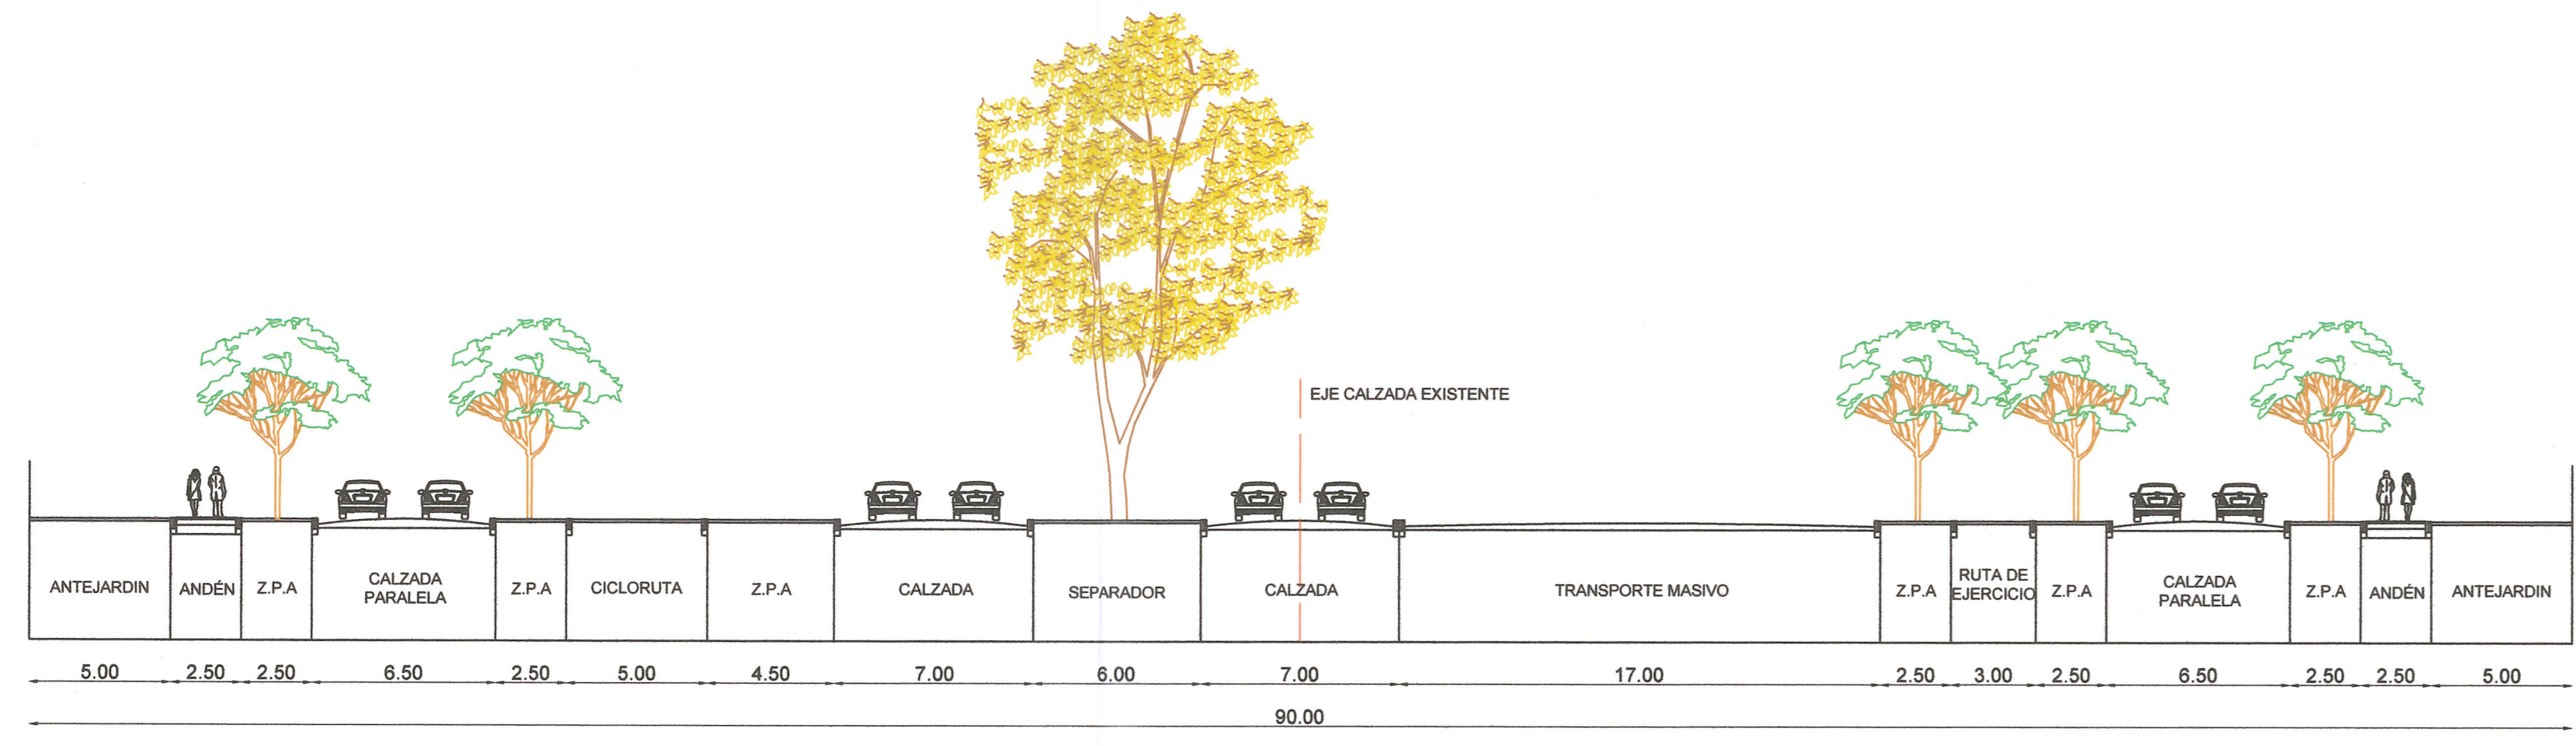 EJE CALZADA EXISTENTE
ANTEJARDIN
ANDÉN
Z.P.A
CALZADA
PARALELA
Z.P.A
CICLORUTA
Z.P.A
CALZADA
SEPARADOR
CALZADA
TRANSPORTE MASIVO
Z.P.A
RUTA DE
EJERCICIO
Z.P.A
CALZADA
PARALELA
Z.P.A
ANDÉN
ANTEJARDIN
5.00 2.50 2.50 6.50 2.50 5.00 4.50 7.00 6.00 7.00 17.00 2.50 3.00 2.50 6.50 2.50 2.50 5.00
90.00